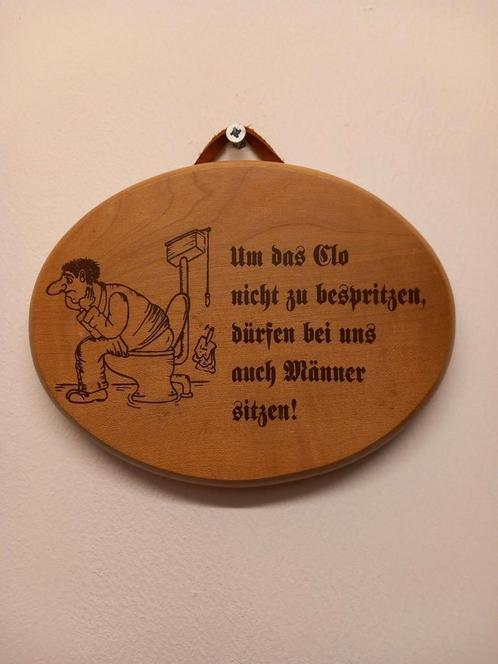 Um das Clo
nicht zu bespritzen,
dürfen bei uns
auch Männer
sitzen!